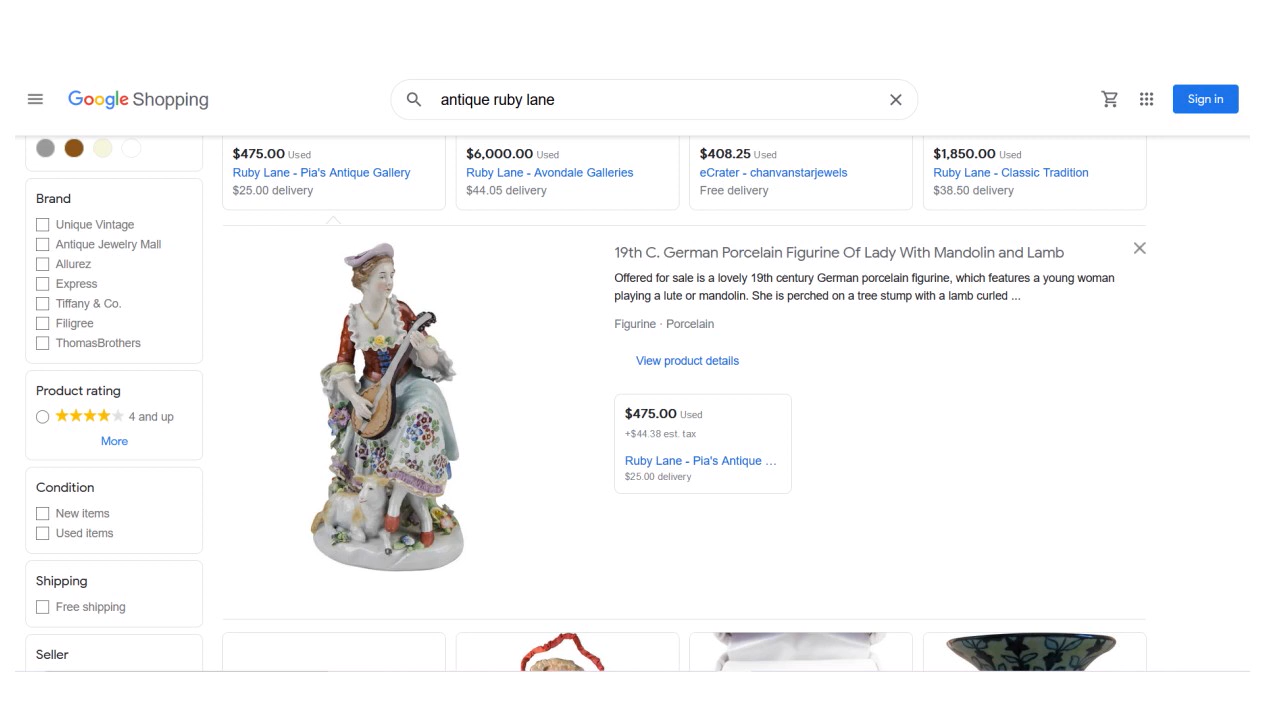 Google Shopping
antique ruby lane
Sign in
$475.00 Used
Ruby Lane - Pia's Antique Gallery
$25.00 delivery
$6,000.00 Used
Ruby Lane - Avondale Galleries
$44.05 delivery
$408.25 Used
eCrater - chanvanstarjewels
Free delivery
$1,850.00 Used
Ruby Lane - Classic Tradition
$38.50 delivery
Brand
Unique Vintage
Antique Jewelry Mall
Allurez
Express
Tiffany & Co.
Filigree
ThomasBrothers
Product rating
4 and up
More
Condition
New items
Used items
Shipping
Free shipping
Seller
19th C. German Porcelain Figurine Of Lady With Mandolin and Lamb
Offered for sale is a lovely 19th century German porcelain figurine, which features a young woman
playing a lute or mandolin. She is perched on a tree stump with a lamb curled ...
Figurine · Porcelain
View product details
$475.00 Used
+$44.38 est. tax
Ruby Lane - Pia's Antique ...
$25.00 delivery